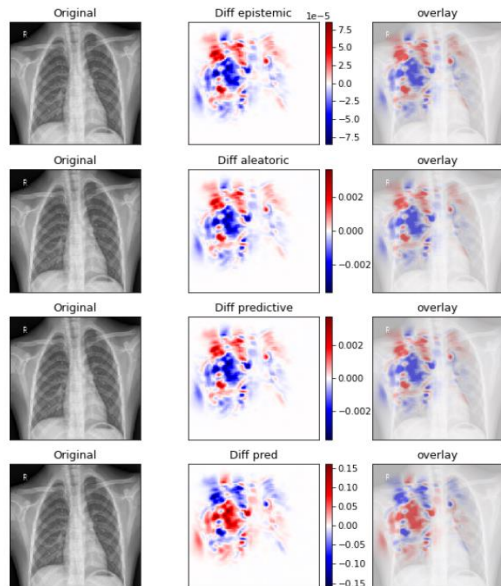 Original Diff epistemic 1e−5 overlay
R R
7.5
5.0
2.5
0.0
−2.5
−5.0
−7.5
Original Diff aleatoric overlay
R R
0.002
0.000
−0.002
Original Diff predictive overlay
R R
0.002
0.000
−0.002
Original Diff pred overlay
R R
0.15
0.10
0.05
0.00
−0.05
−0.10
−0.15